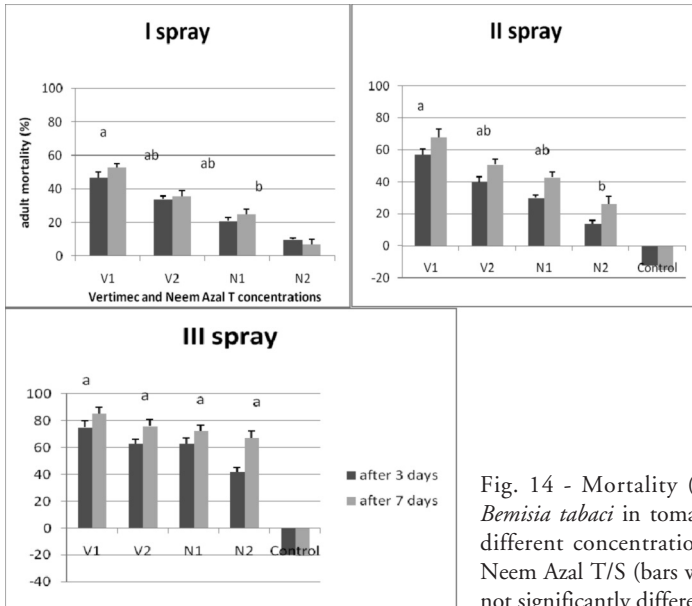 I spray
100
80
60
40
20
0
adult mortality (%)
a
ab
ab
b
V1 V2 N1 N2
Vertimec and Neem Azal T concentrations
II spray
100
80
60
40
20
0
-20
a
ab
ab
b
V1 V2 N1 N2 Control
III spray
100
80
60
40
20
0
-20
-40
a
a
a
a
V1 V2 N1 N2 Control
after 3 days
after 7 days
Fig. 14 - Mortality (
Bemisia tabaci in toma
different concentratio
Neem Azal T/S (bars w
not significantly differe